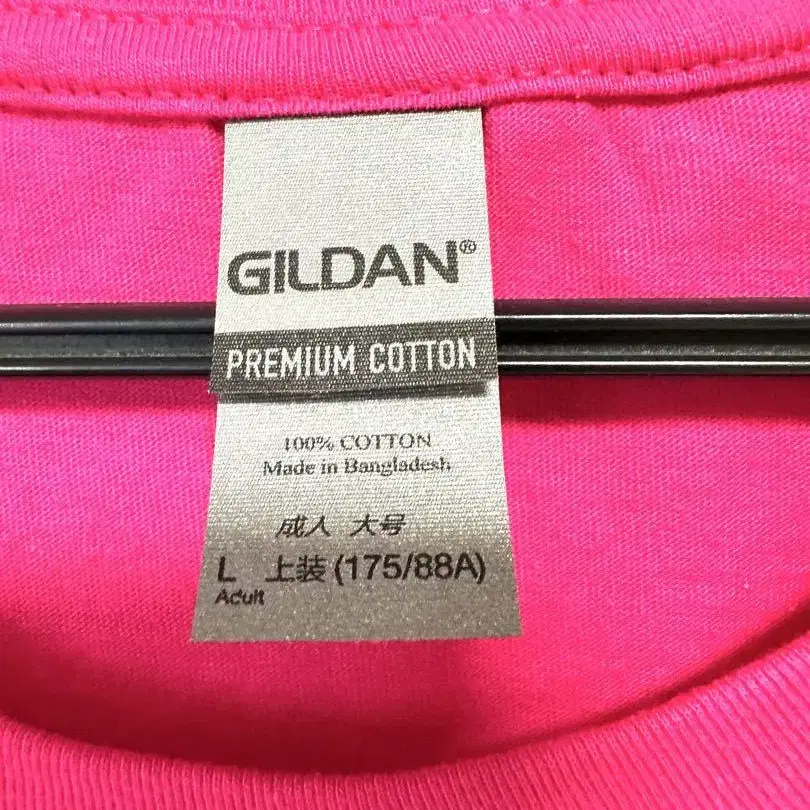 GILDAN®
PREMIUM COTTON
100% COTTON
Made in Bangladesh
成人 大号
L 上装 (175/88A)
Adult